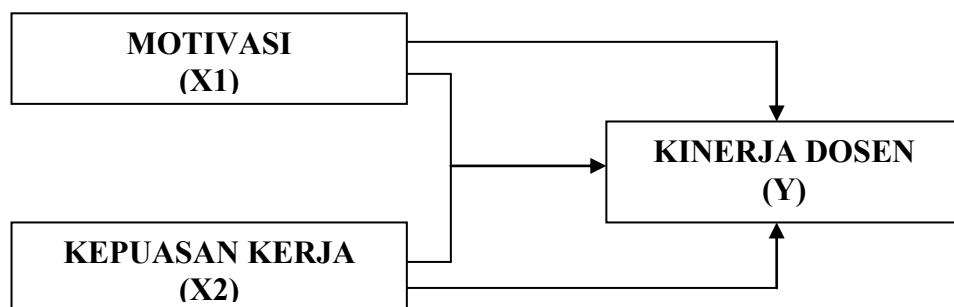 MOTIVASI
(X1)
KINERJA DOSEN
(Y)
KEPUASAN KERJA
(X2)